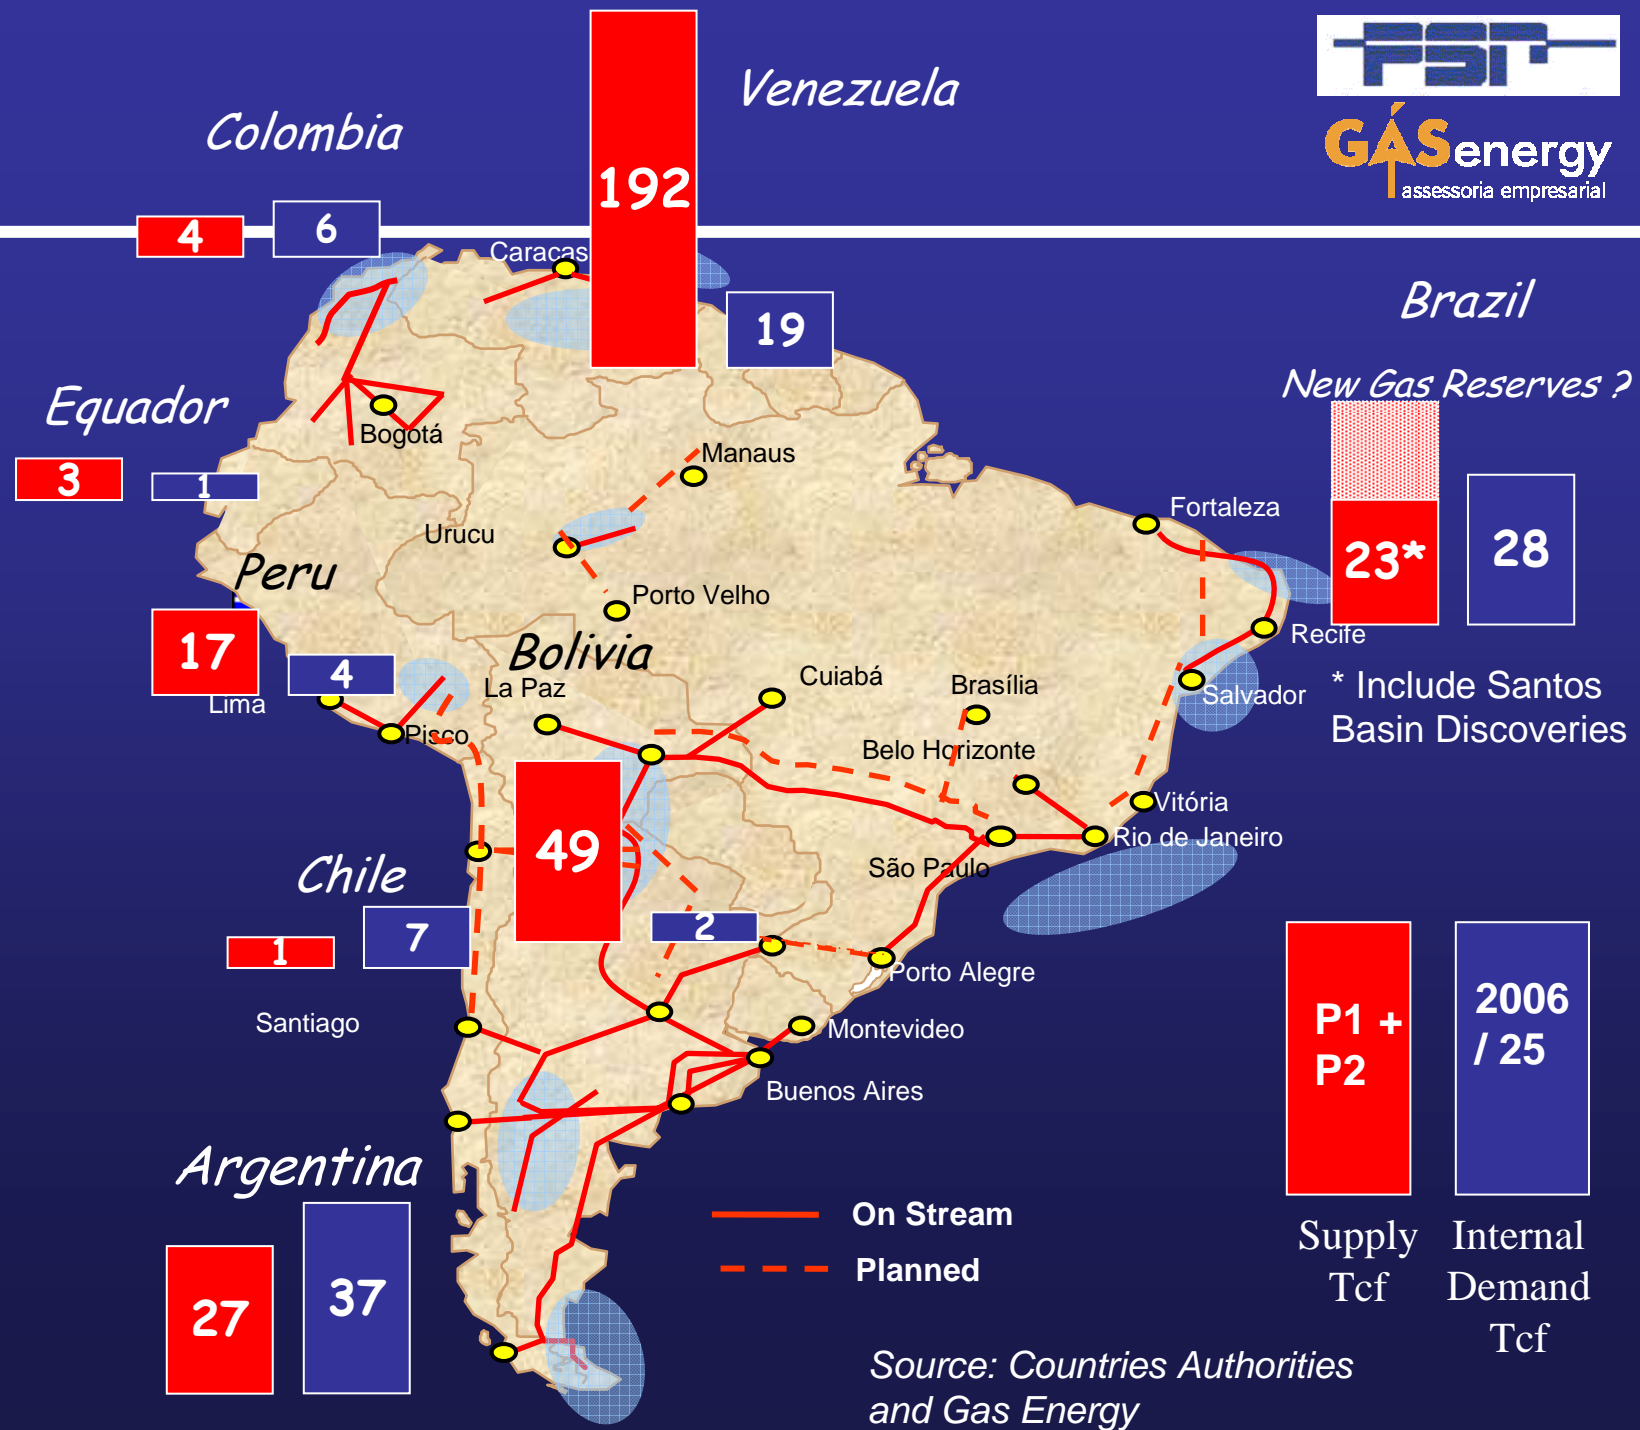 PSR
GÁSenergy
assessoria empresarial
Venezuela
Colombia
192
4
6
Caracas
19
Brazil
New Gas Reserves ?
Equador
3
1
Bogotá
Manaus
Urucu
Fortaleza
23*
28
Peru
Porto Velho
17
4
Lima
Pisco
Bolivia
La Paz
Cuiabá
Brasília
Recife
Salvador
* Include Santos
Basin Discoveries
Belo Horizonte
Vitória
Rio de Janeiro
São Paulo
49
2
Chile
1
7
Porto Alegre
Santiago
Montevideo
Buenos Aires
P1 +
P2
2006
/ 25
Supply
Tcf
Internal
Demand
Tcf
Argentina
27
37
On Stream
Planned
Source: Countries Authorities
and Gas Energy